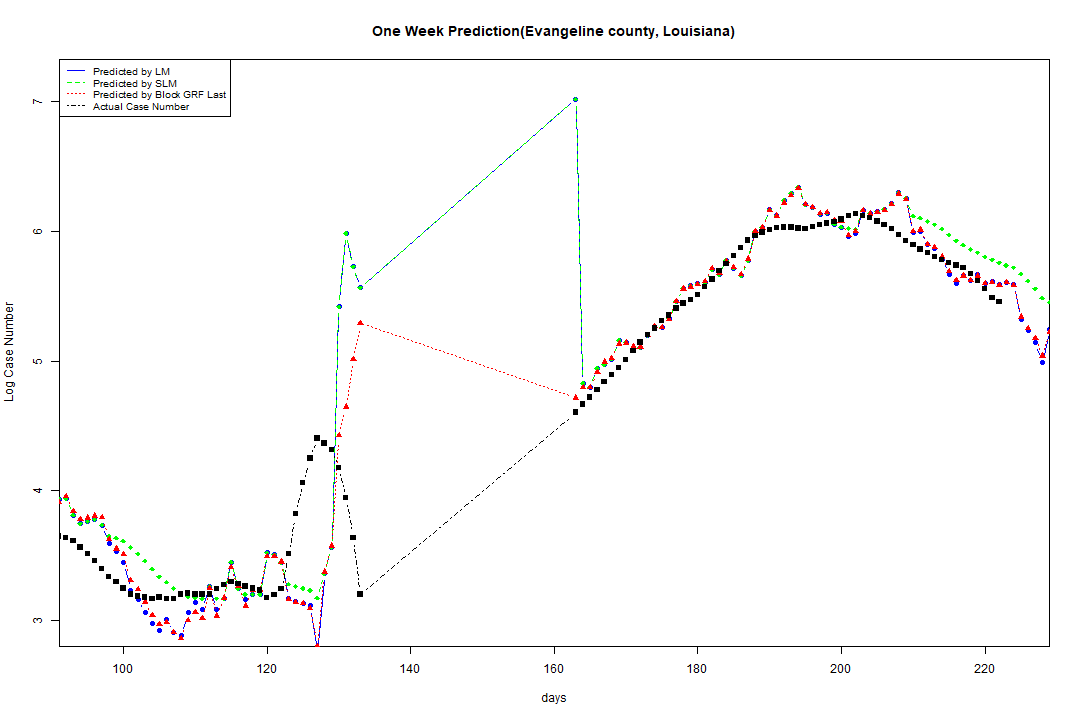 One Week Prediction(Evangeline county, Louisiana)
Predicted by LM
Predicted by SLM
Predicted by Block GRF Last
Actual Case Number
Log Case Number
7
6
5
4
3
100 120 140 160 180 200 220
days